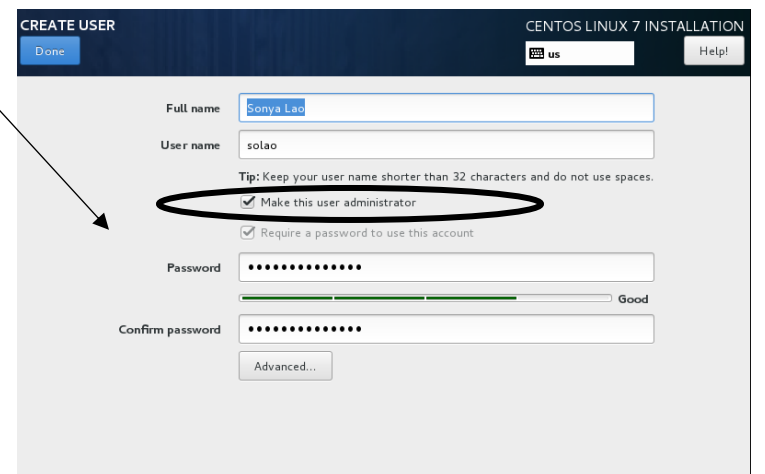 CREATE USER
CENTOS LINUX 7 INSTALLATION
Done
us
Help!
Full name
Sonya Lao
User name
solao
Tip: Keep your user name shorter than 32 characters and do not use spaces.
Make this user administrator
Require a password to use this account
Password
••••••••••••••
Good
Confirm password
••••••••••••••
Advanced...